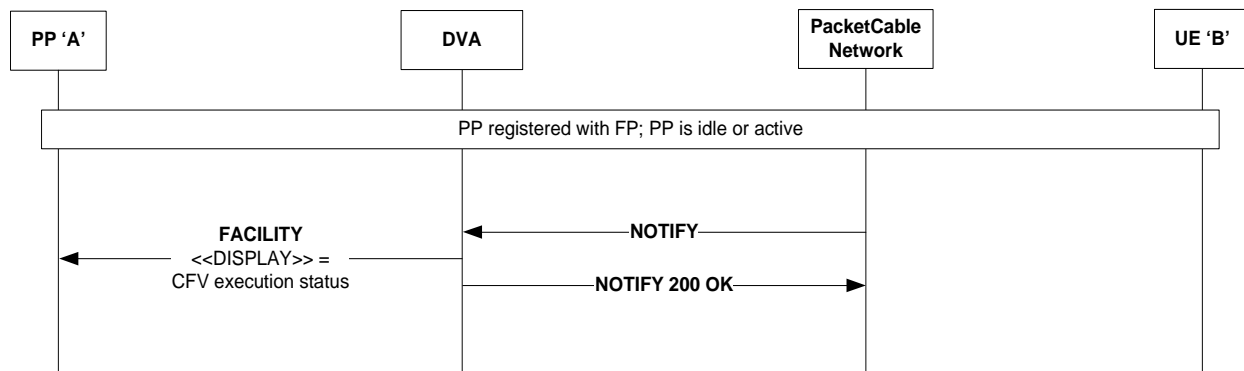 PP ‘A’
DVA
PacketCable
Network
UE ‘B’
PP registered with FP; PP is idle or active
NOTIFY
FACILITY
<<DISPLAY>> =
CFV execution status
NOTIFY 200 OK